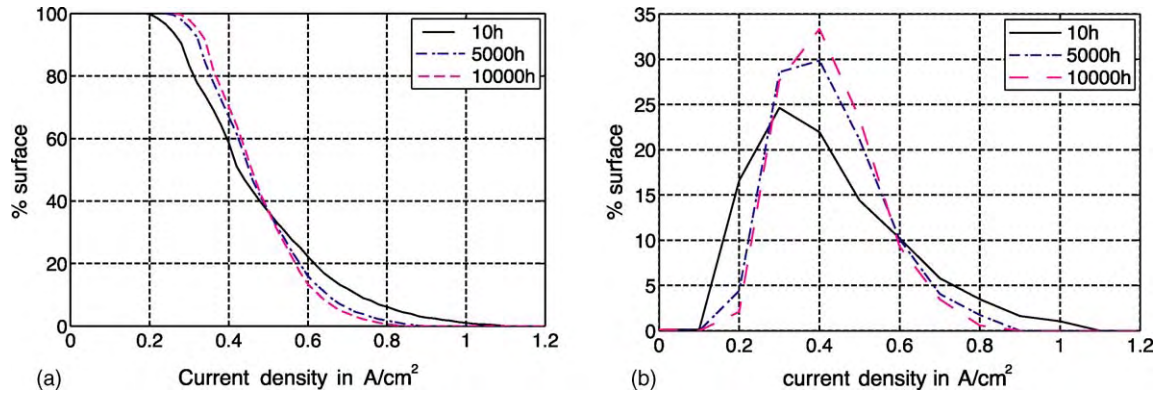 100
80
60
40
20
0
% surface
10h
5000h
10000h
0 0.2 0.4 0.6 0.8 1 1.2
(a) Current density in A/cm²
35
30
25
20
15
10
5
0
% surface
10h
5000h
10000h
0 0.2 0.4 0.6 0.8 1 1.2
(b) current density in A/cm²